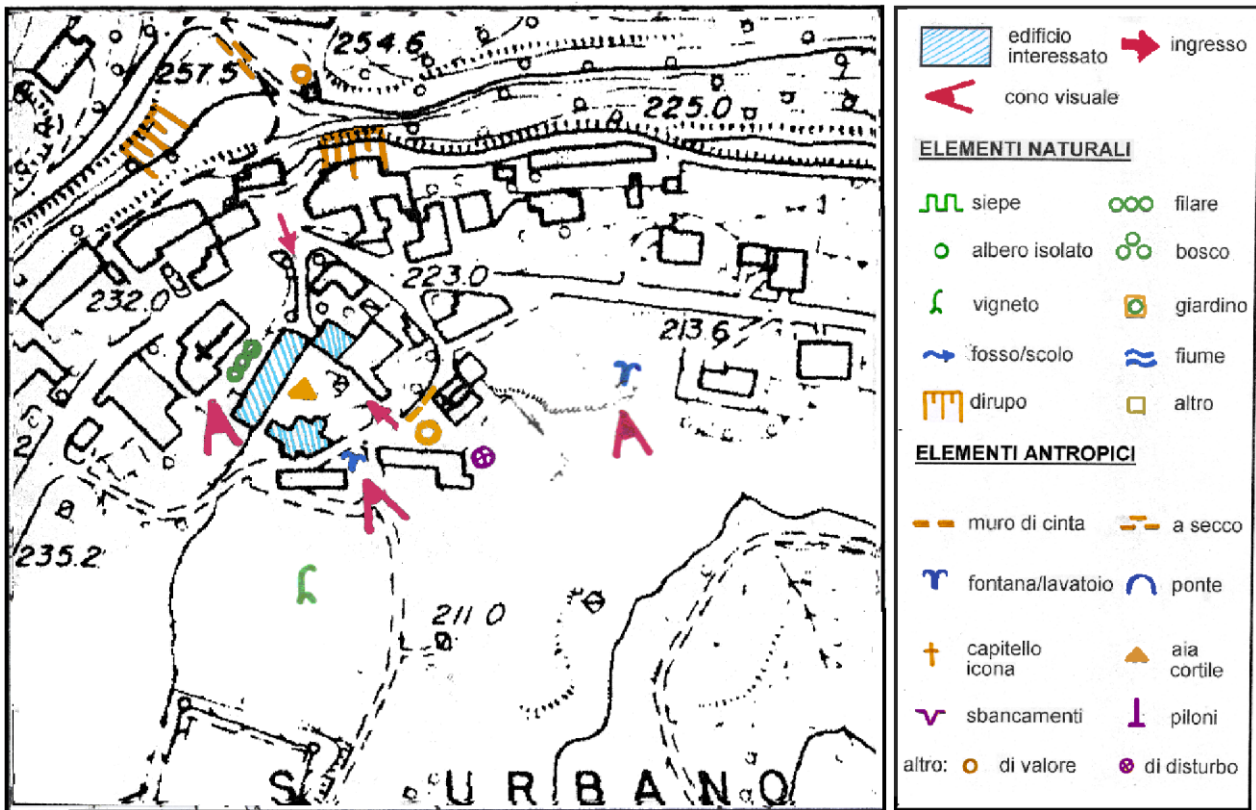 254.6
257.5
225.0
232.0
223.0
213.6
2
235.2
211.0
S. URBANO
edificio
interessato
ingresso
cono visuale
ELEMENTI NATURALI
siepe
filare
albero isolato
bosco
vigneto
giardino
fosso/scolo
fiume
dirupo
altro
ELEMENTI ANTROPICI
muro di cinta
a secco
fontana/lavatoio
ponte
capitello
icona
aia
cortile
sbancamenti
piloni
altro: di valore
di disturbo